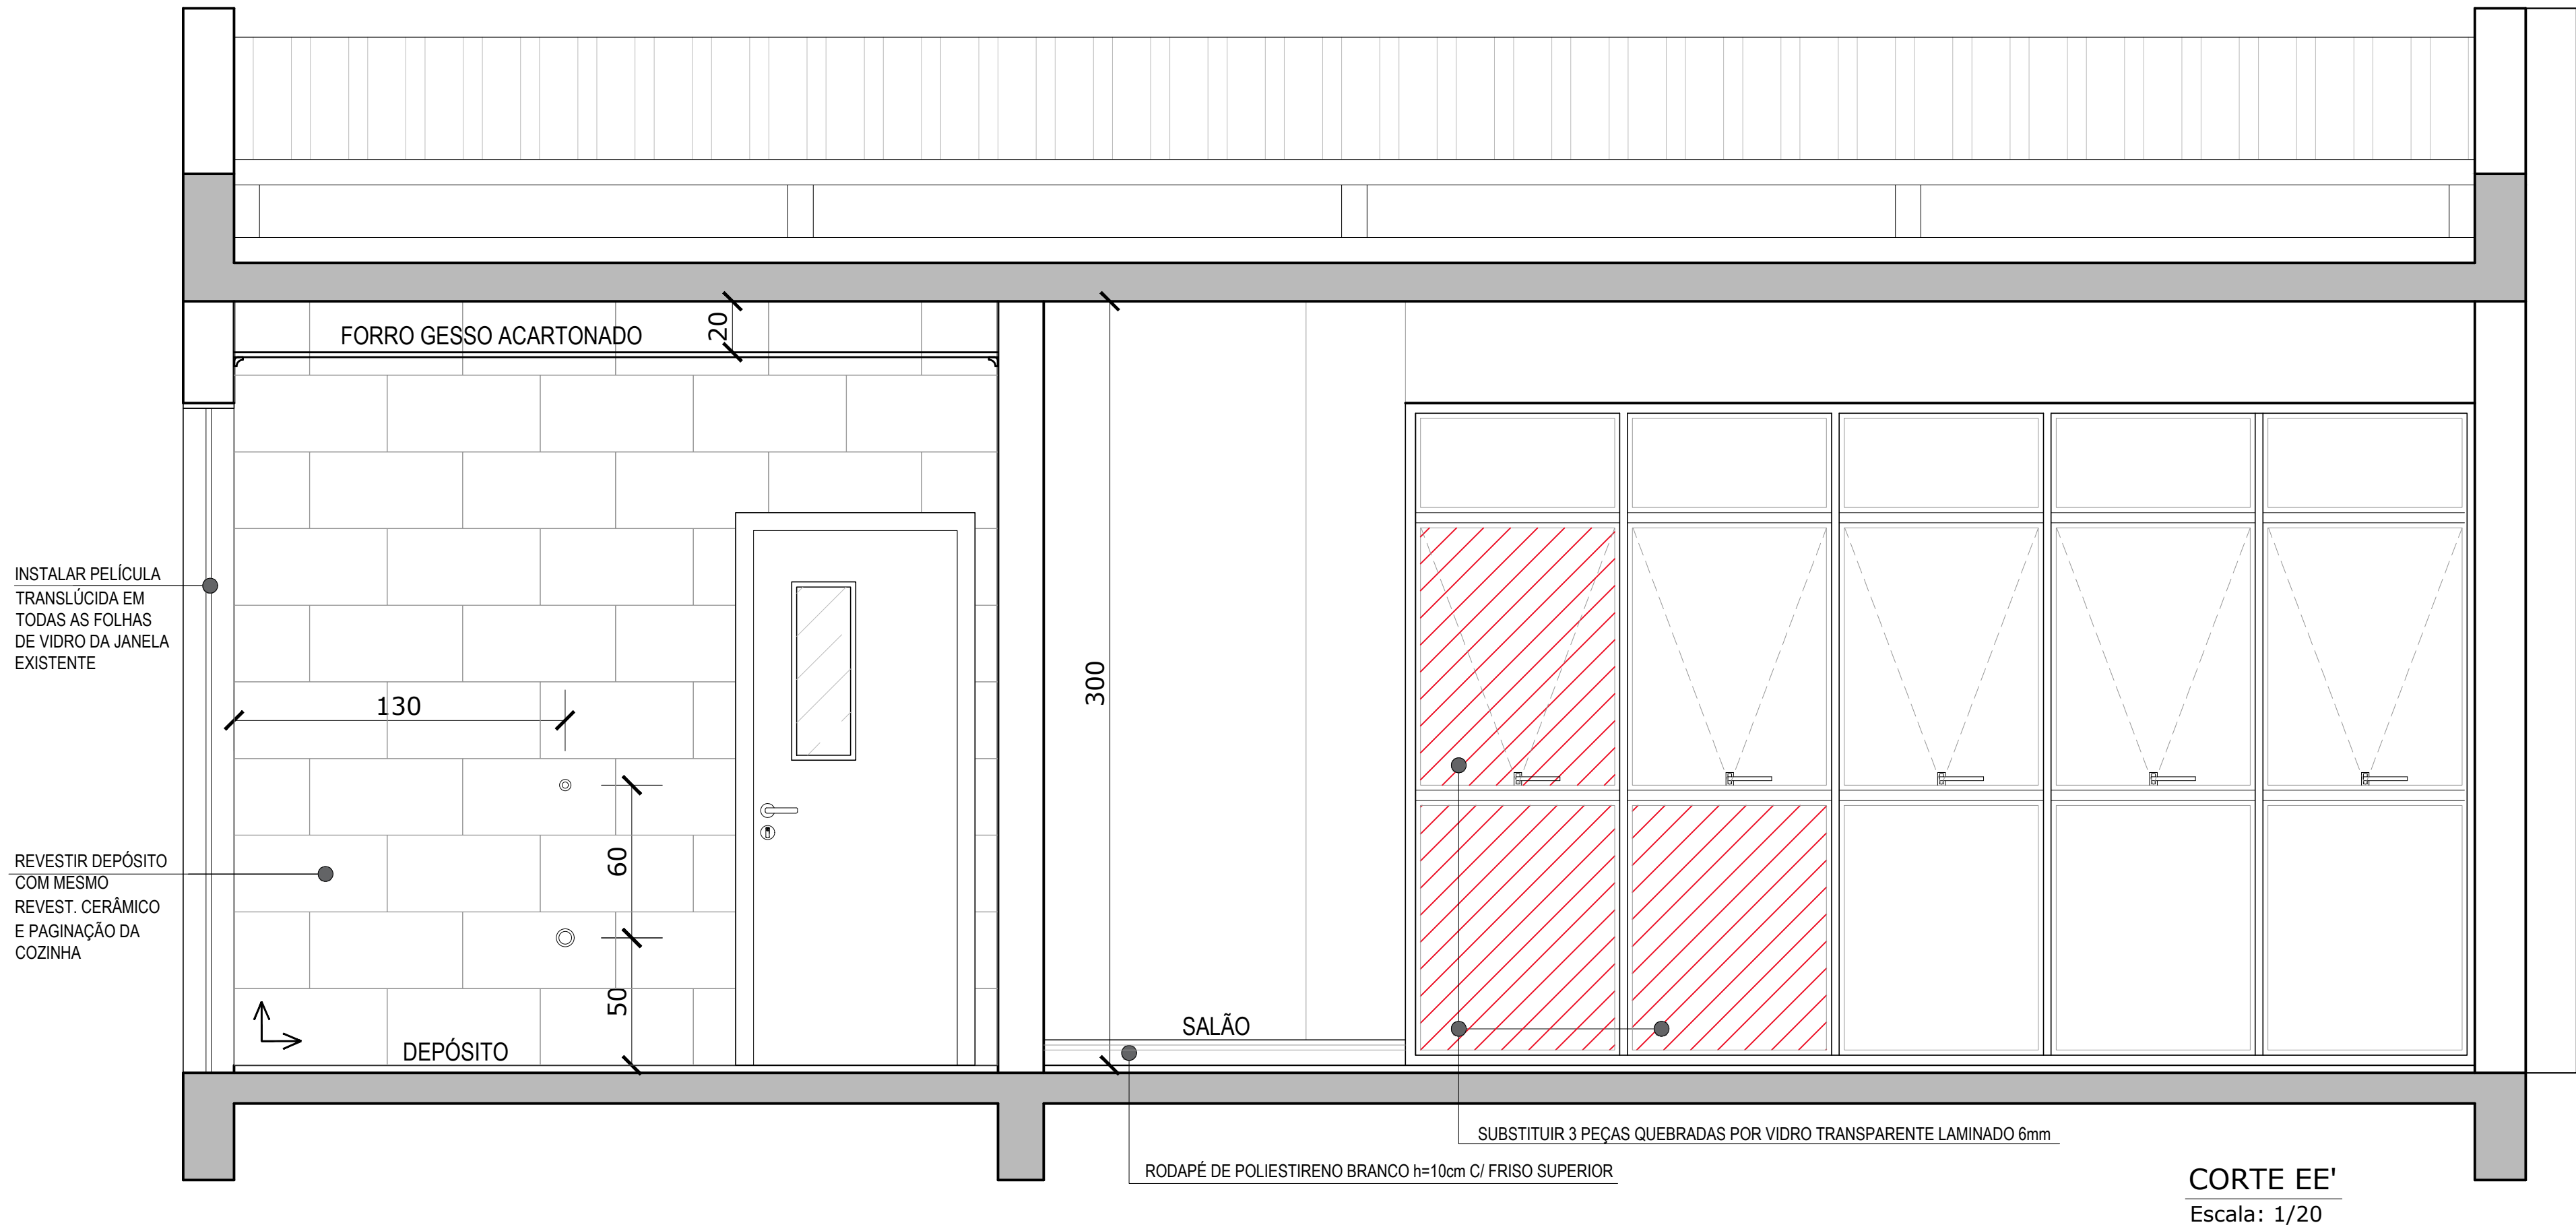 FORRO GESSO ACARTONADO
20
INSTALAR PELÍCULA
TRANSLÚCIDA EM
TODAS AS FOLHAS
DE VIDRO DA JANELA
EXISTENTE
130
300
REVESTIR DEPÓSITO
COM MESMO
REVEST. CERÂMICO
E PAGINAÇÃO DA
COZINHA
60
50
DEPÓSITO
SALÃO
SUBSTITUIR 3 PEÇAS QUEBRADAS POR VIDRO TRANSPARENTE LAMINADO 6mm
RODAPÉ DE POLIESTIRENO BRANCO h=10cm C/ FRISO SUPERIOR
CORTE EE'
Escala: 1/20